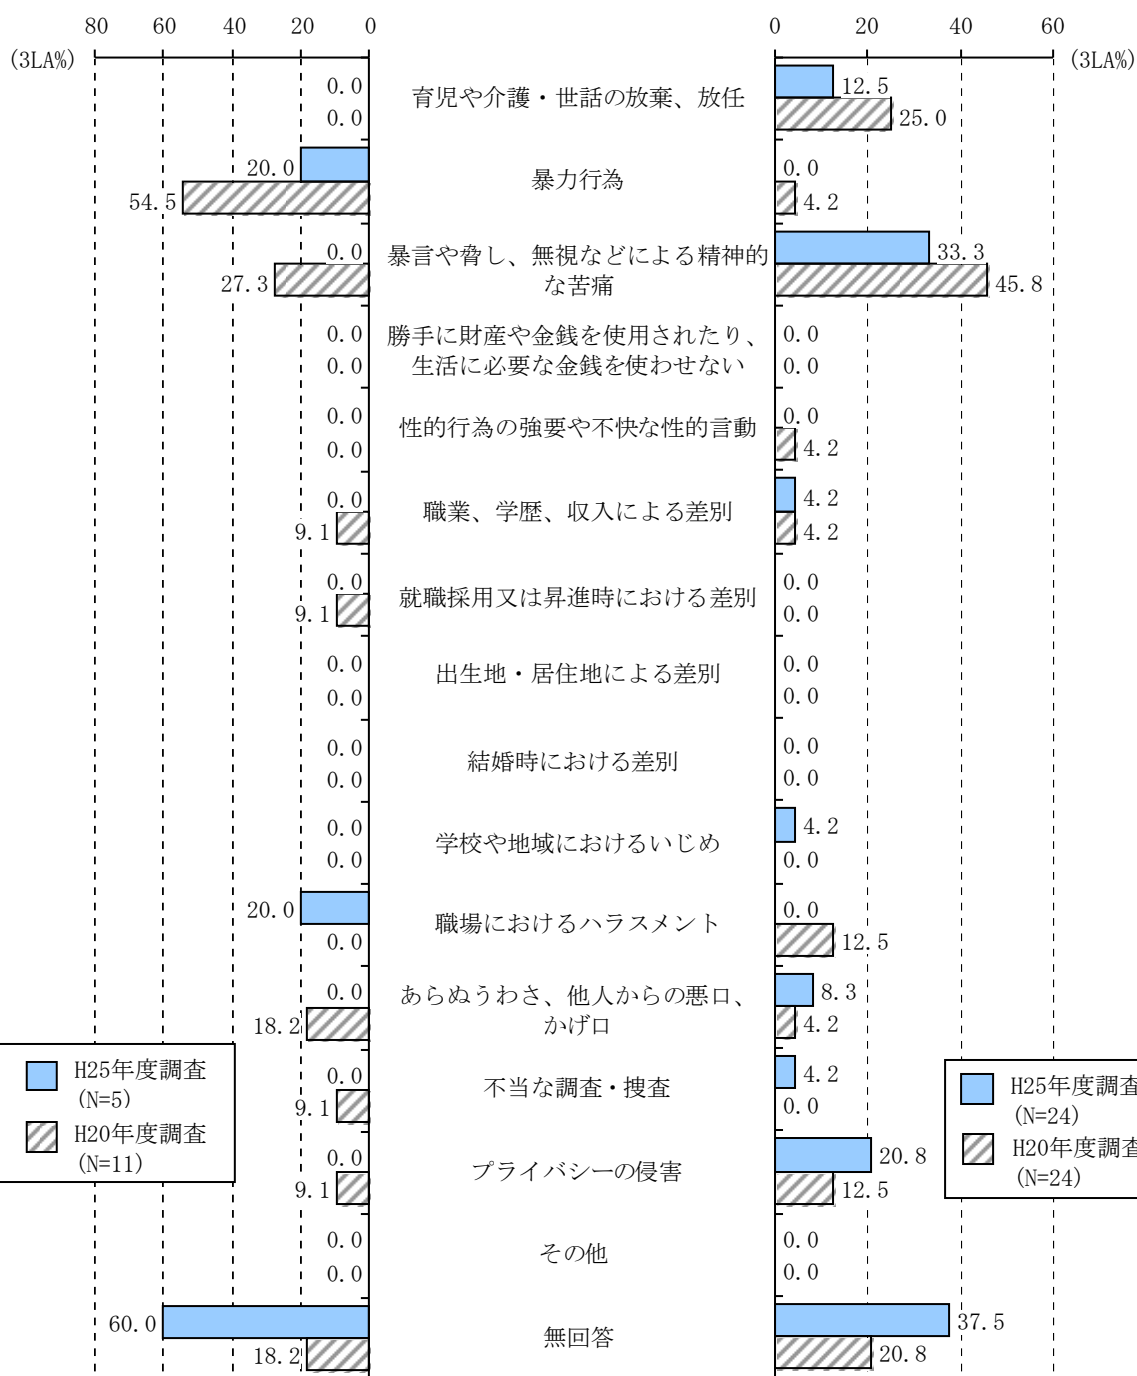 80 60 40 20 0 0 20 40 60
(3LA%) (3LA%)
0.0 育児や介護・世話の放棄、放任 12.5
0.0 25.0
20.0 暴力行為 0.0
54.5 4.2
0.0 暴言や脅し、無視などによる精神的 33.3
27.3 な苦痛 45.8
0.0 勝手に財産や金銭を使用されたり、 0.0
0.0 生活に必要な金銭を使わせない 0.0
0.0 性的行為の強要や不快な性的言動 0.0
0.0 4.2
0.0 職業、学歴、収入による差別 4.2
9.1 4.2
0.0 就職採用又は昇進時における差別 0.0
9.1 0.0
0.0 出生地・居住地による差別 0.0
0.0 0.0
0.0 結婚時における差別 0.0
0.0 0.0
0.0 学校や地域におけるいじめ 4.2
0.0 0.0
20.0 職場におけるハラスメント 0.0
0.0 12.5
0.0 あらぬうわさ、他人からの悪口、 8.3
18.2 かげ口 4.2
0.0 不当な調査・捜査 4.2
9.1 0.0
0.0 プライバシーの侵害 20.8
9.1 12.5
0.0 その他 0.0
0.0 0.0
60.0 無回答 37.5
18.2 20.8
H25年度調査
(N=5)
H20年度調査
(N=11)
H25年度調査
(N=24)
H20年度調査
(N=24)